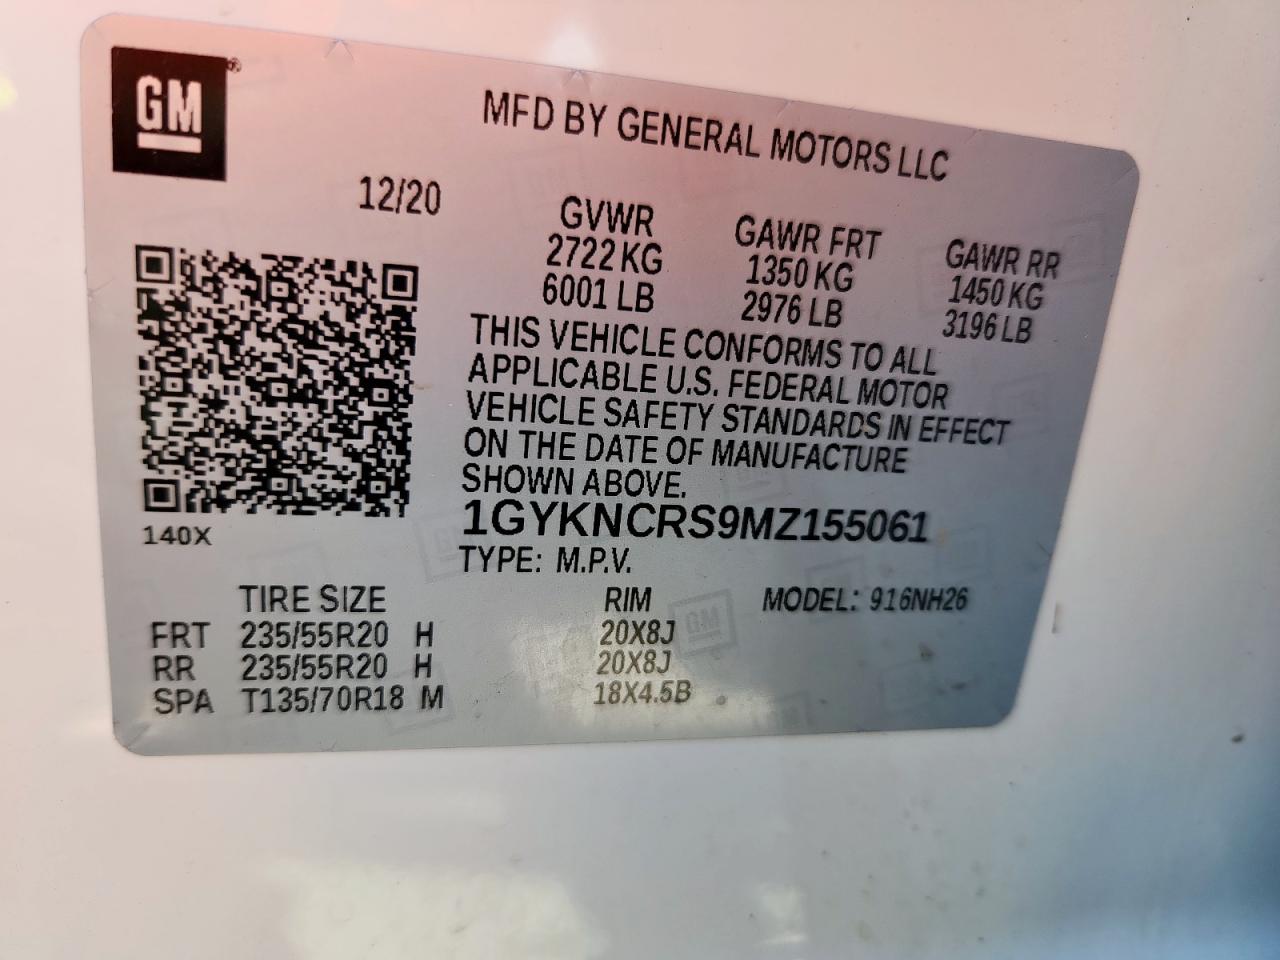 GM®
MFD BY GENERAL MOTORS LLC
12/20
GVWR GAWR FRT GAWR RR
2722 KG 1350 KG 1450 KG
6001 LB 2976 LB 3196 LB
THIS VEHICLE CONFORMS TO ALL
APPLICABLE U.S. FEDERAL MOTOR
VEHICLE SAFETY STANDARDS IN EFFECT
ON THE DATE OF MANUFACTURE
SHOWN ABOVE.
1GYKNCRS9MZ155061
140X
TYPE: M.P.V.
TIRE SIZE RIM MODEL: 916NH26
FRT 235/55R20 H 20X8J
RR 235/55R20 H 20X8J
SPA T135/70R18 M 18X4.5B